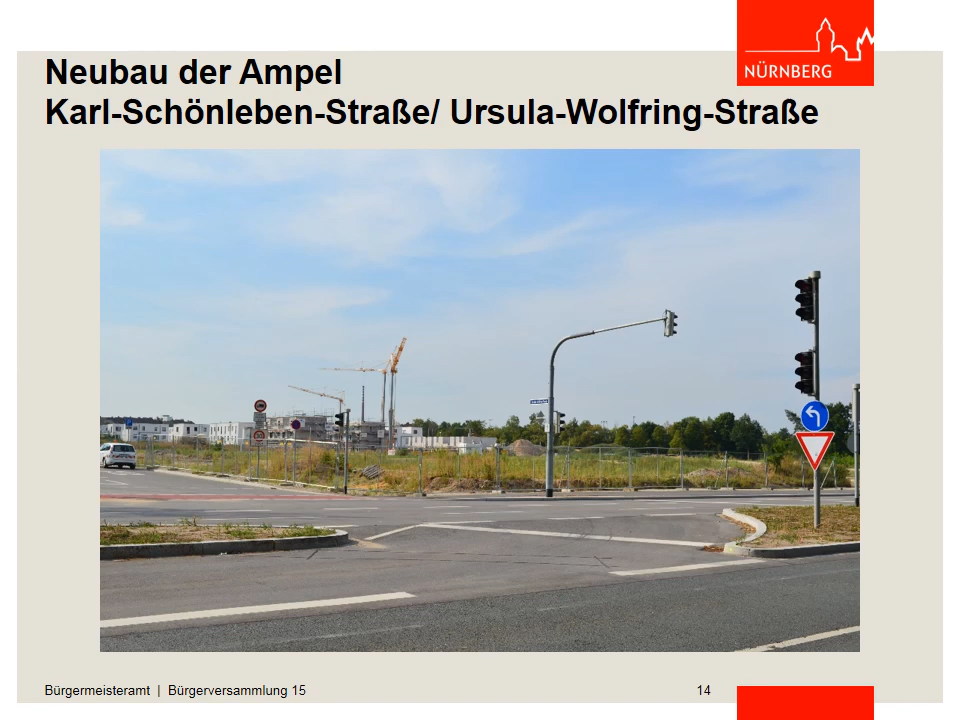 NÜRNBERG
Neubau der Ampel
Karl-Schönleben-Straße/ Ursula-Wolfring-Straße
Bürgermeisteramt | Bürgerversammlung 15
14